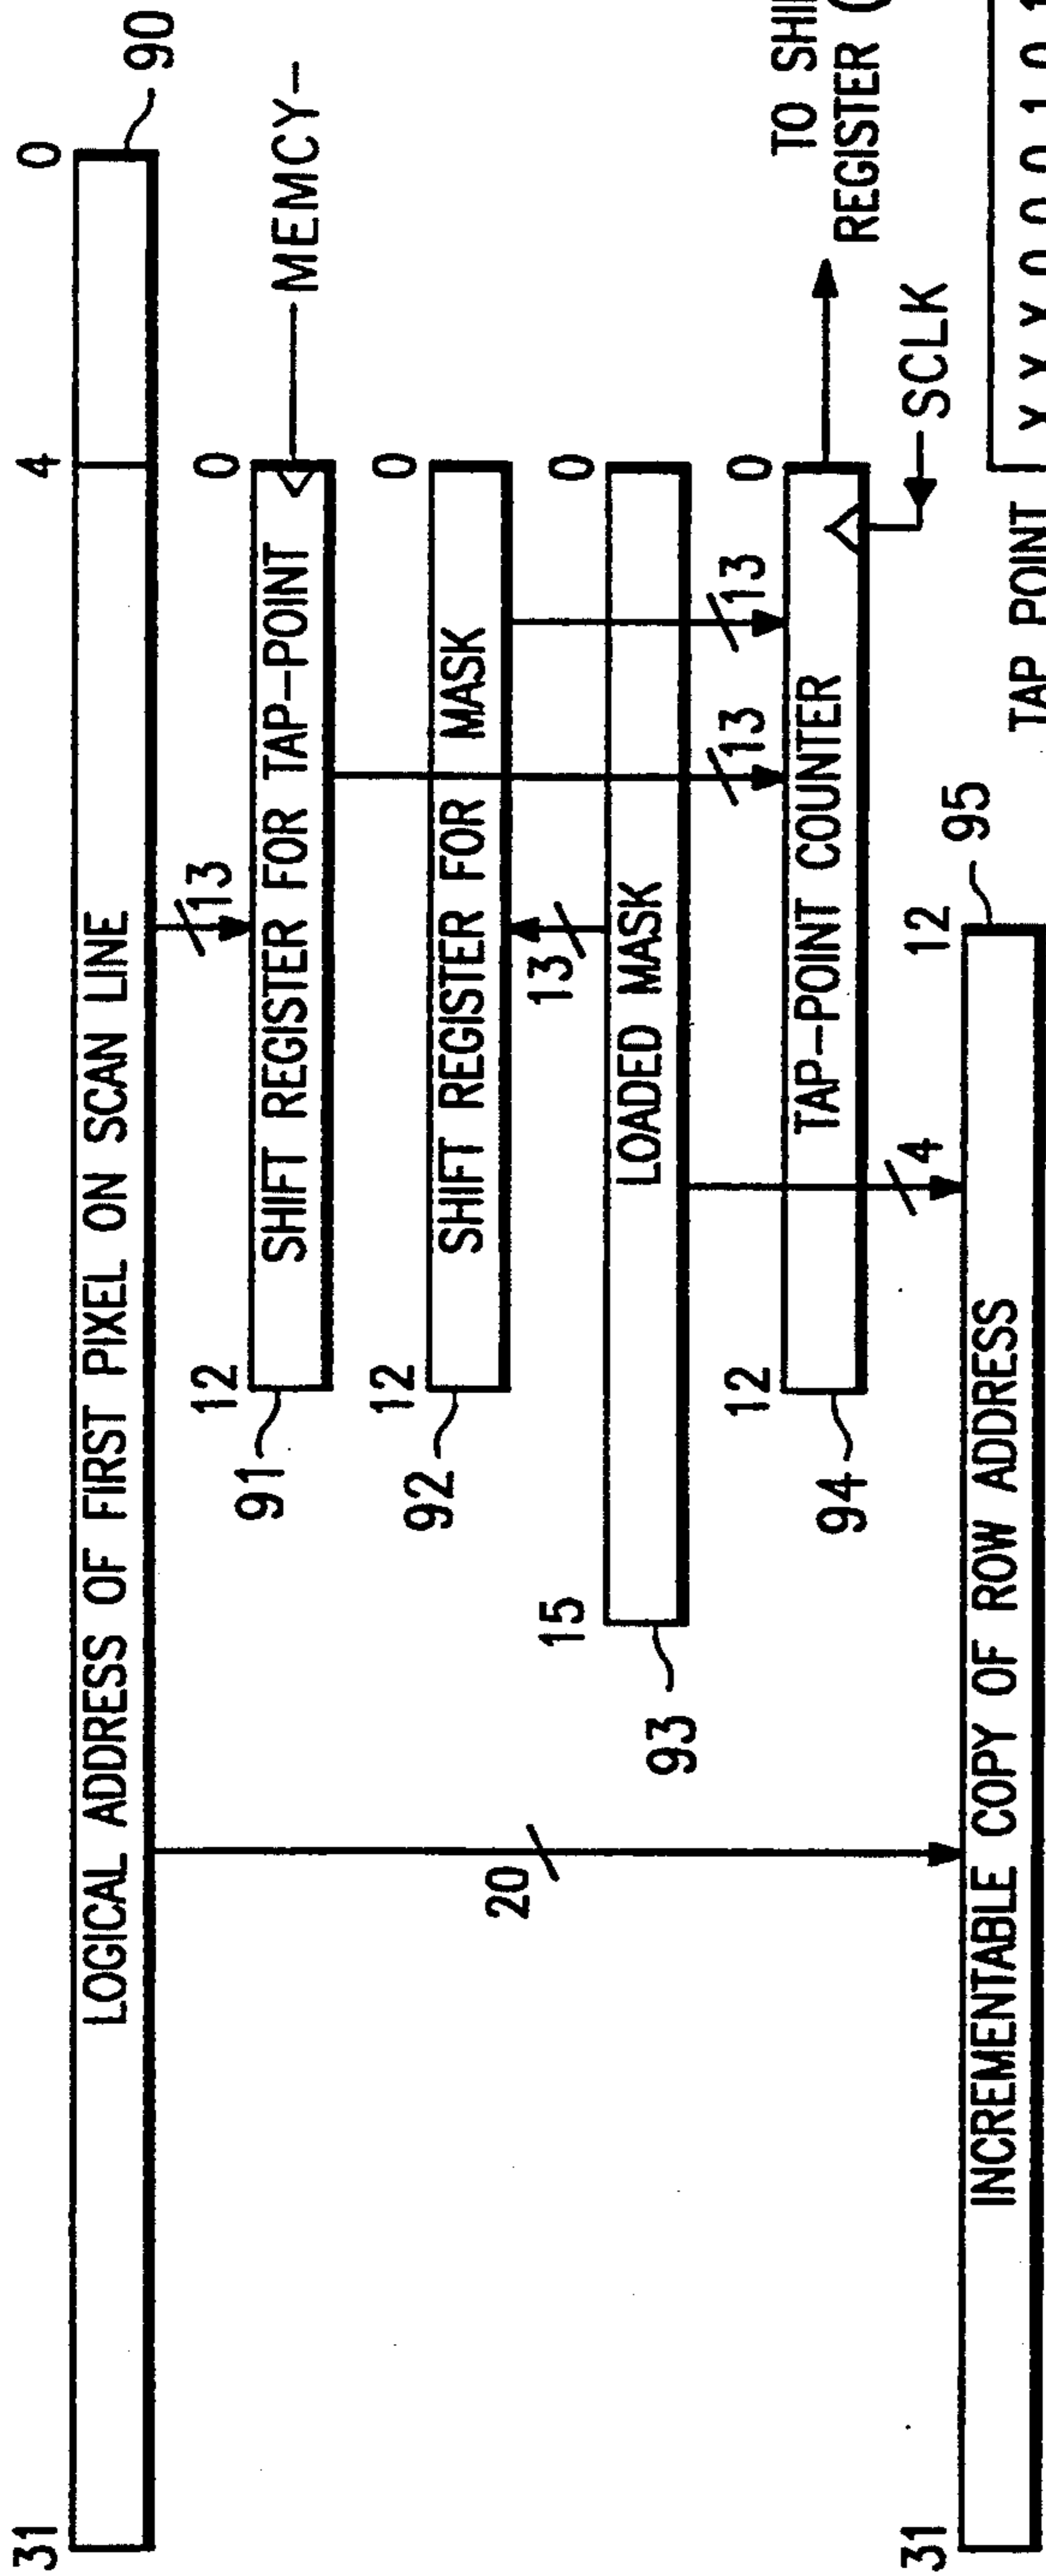 31
4
0
LOGICAL ADDRESS OF FIRST PIXEL ON SCAN LINE
90
13
12
0
SHIFT REGISTER FOR TAP-POINT
MEMCY-
91
12
0
SHIFT REGISTER FOR MASK
92
13
15
0
LOADED MASK
93
20
13
13
12
0
TAP-POINT COUNTER
94
TO
REGISTER (
SCLK
4
31
12
INCREMENTABLE COPY OF ROW ADDRESS
95
TAP POINT